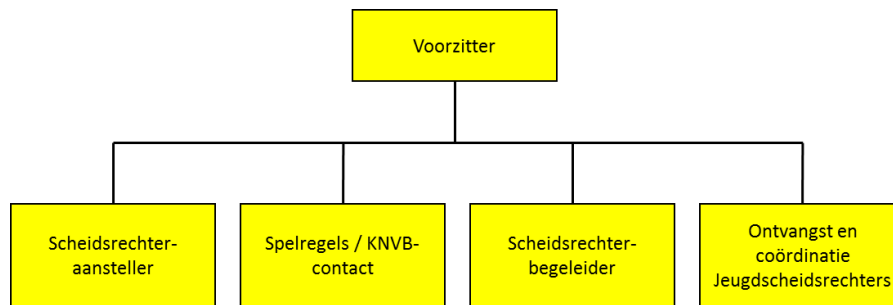 Voorzitter
Scheidsrechter-
aansteller
Spelregels / KNVB-
contact
Scheidsrechter-
begeleider
Ontvangst en
coördinatie
Jeugdscheidsrechters